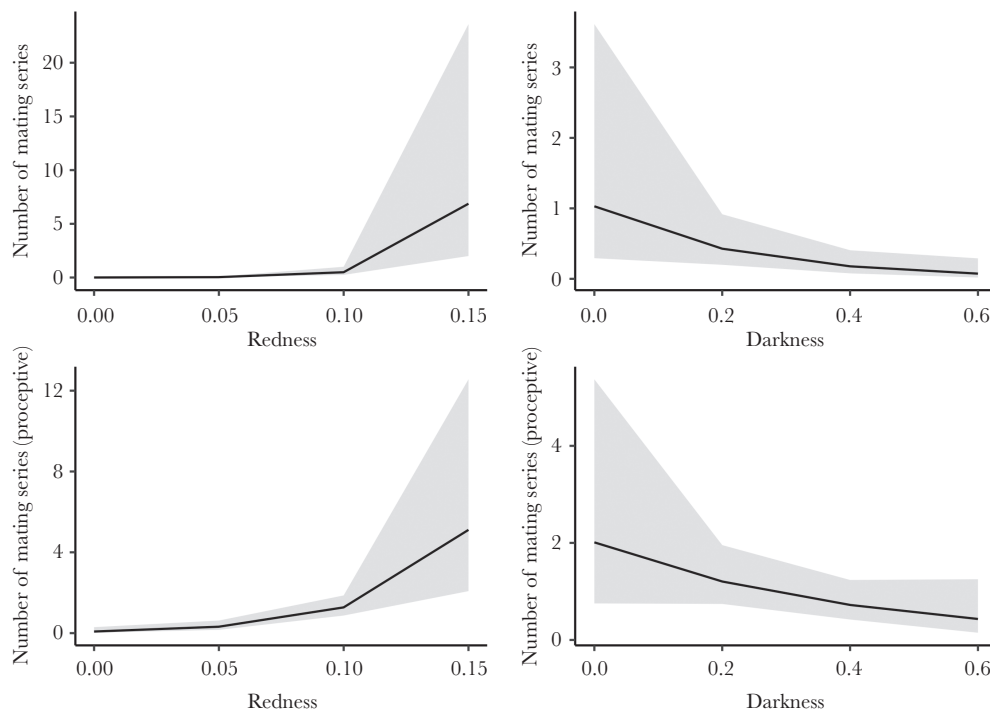 Number of mating series
20
15
10
5
0
0.00 0.05 0.10 0.15
Redness
Number of mating series
3
2
1
0
0.0 0.2 0.4 0.6
Darkness
Number of mating series (proceptive)
12
8
4
0
0.00 0.05 0.10 0.15
Redness
Number of mating series (proceptive)
4
2
0
0.0 0.2 0.4 0.6
Darkness